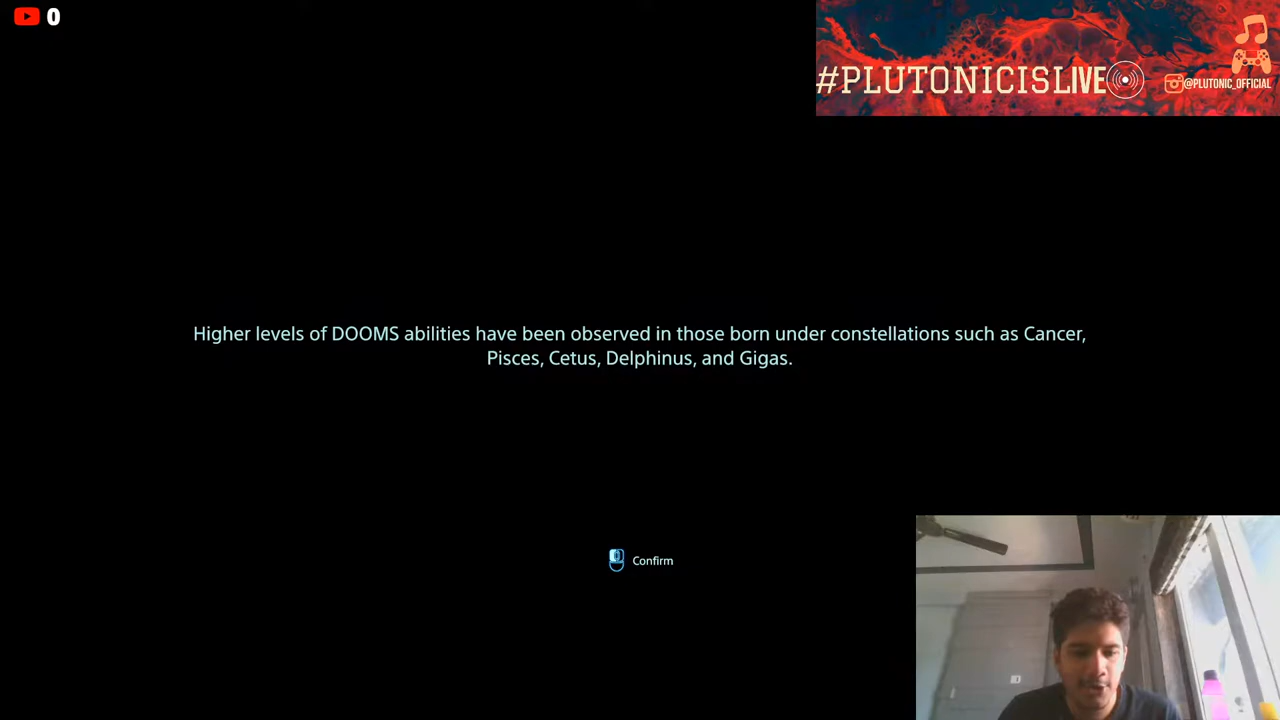 0
#PLUTONICISLIVE
@PLUTONIC_OFFICIAL
Higher levels of DOOMS abilities have been observed in those born under constellations such as Cancer,
Pisces, Cetus, Delphinus, and Gigas.
Confirm